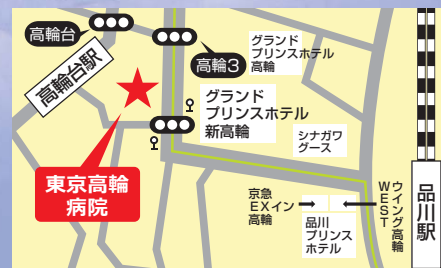 高輪台
高輪台駅
高輪3
グランド
プリンスホテル
高輪
グランド
プリンスホテル
新高輪
シナガワ
グース
東京高輪
病院
京急
EXイン
高輪
品川
プリンス
ホテル
ウイング高輪
WEST
品川駅